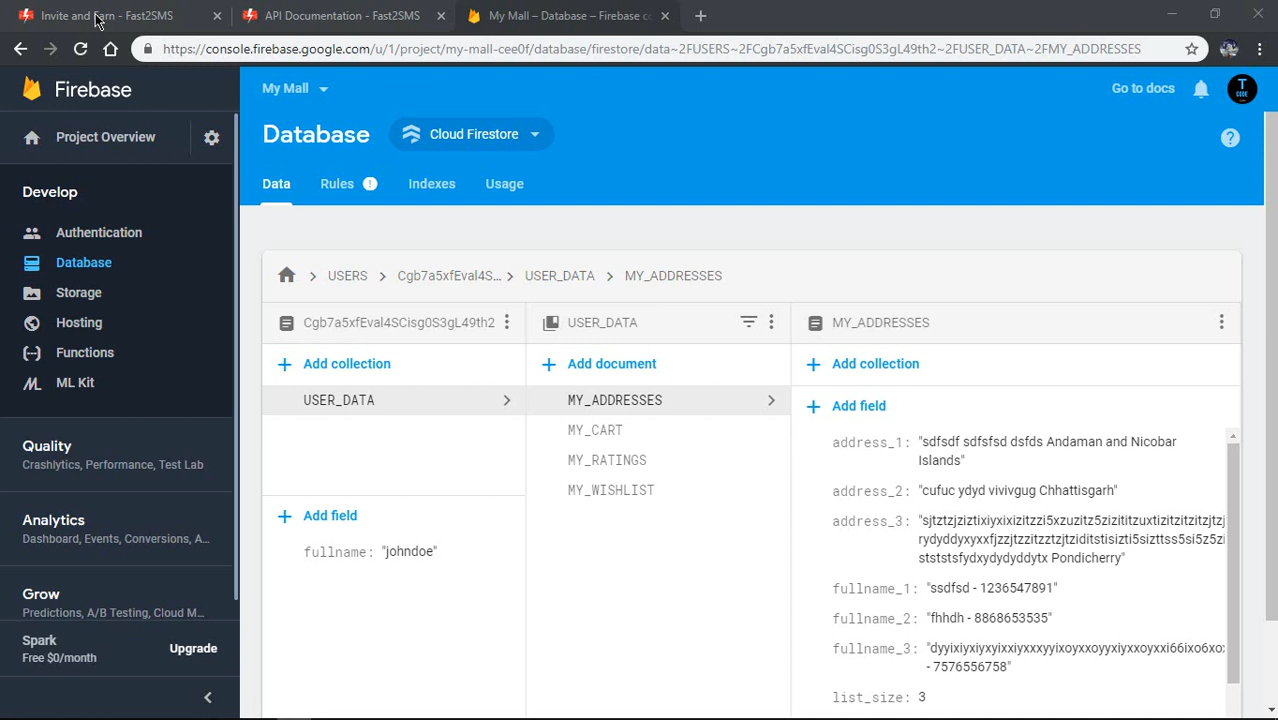 Invite and Earn - Fast2SMS
API Documentation - Fast2SMS
My Mall – Database – Firebase co
https://console.firebase.google.com/u/1/project/my-mall-cee0f/database/firestore/data~2FUSERS~2FCgb7a5xfEval4SCisg0S3gL49th2~2FUSER_DATA~2FMY_ADDRESSES
Firebase
My Mall
Go to docs
T
CODE
Project Overview
Database
Cloud Firestore
?
Develop
Data
Rules !
Indexes
Usage
Authentication
Database
Storage
Hosting
Functions
ML Kit
USERS
Cgb7a5xfEval4S...
USER_DATA
MY_ADDRESSES
Cgb7a5xfEval4SCisg0S3gL49th2
USER_DATA
MY_ADDRESSES
+ Add collection
+ Add document
+ Add collection
USER_DATA
MY_ADDRESSES
+ Add field
MY_CART
MY_RATINGS
MY_WISHLIST
address_1: "sdfsdf sdfsfsd dsfds Andaman and Nicobar
Islands"
address_2: "cufuc ydyd vivivgug Chhattisgarh"
+ Add field
fullname: "johndoe"
stststsfydxydydyddytx Pondicherry"
fullname_1: "ssdfsd - 1236547891"
fullname_2: "fhhdh - 8868653535"
fullname_3:
- 7576556758"
list_size: 3
Quality
Crashlytics, Performance, Test Lab
Analytics
Dashboard, Events, Conversions, A...
Grow
Predictions, A/B Testing, Cloud M...
Spark
Free $0/month
Upgrade